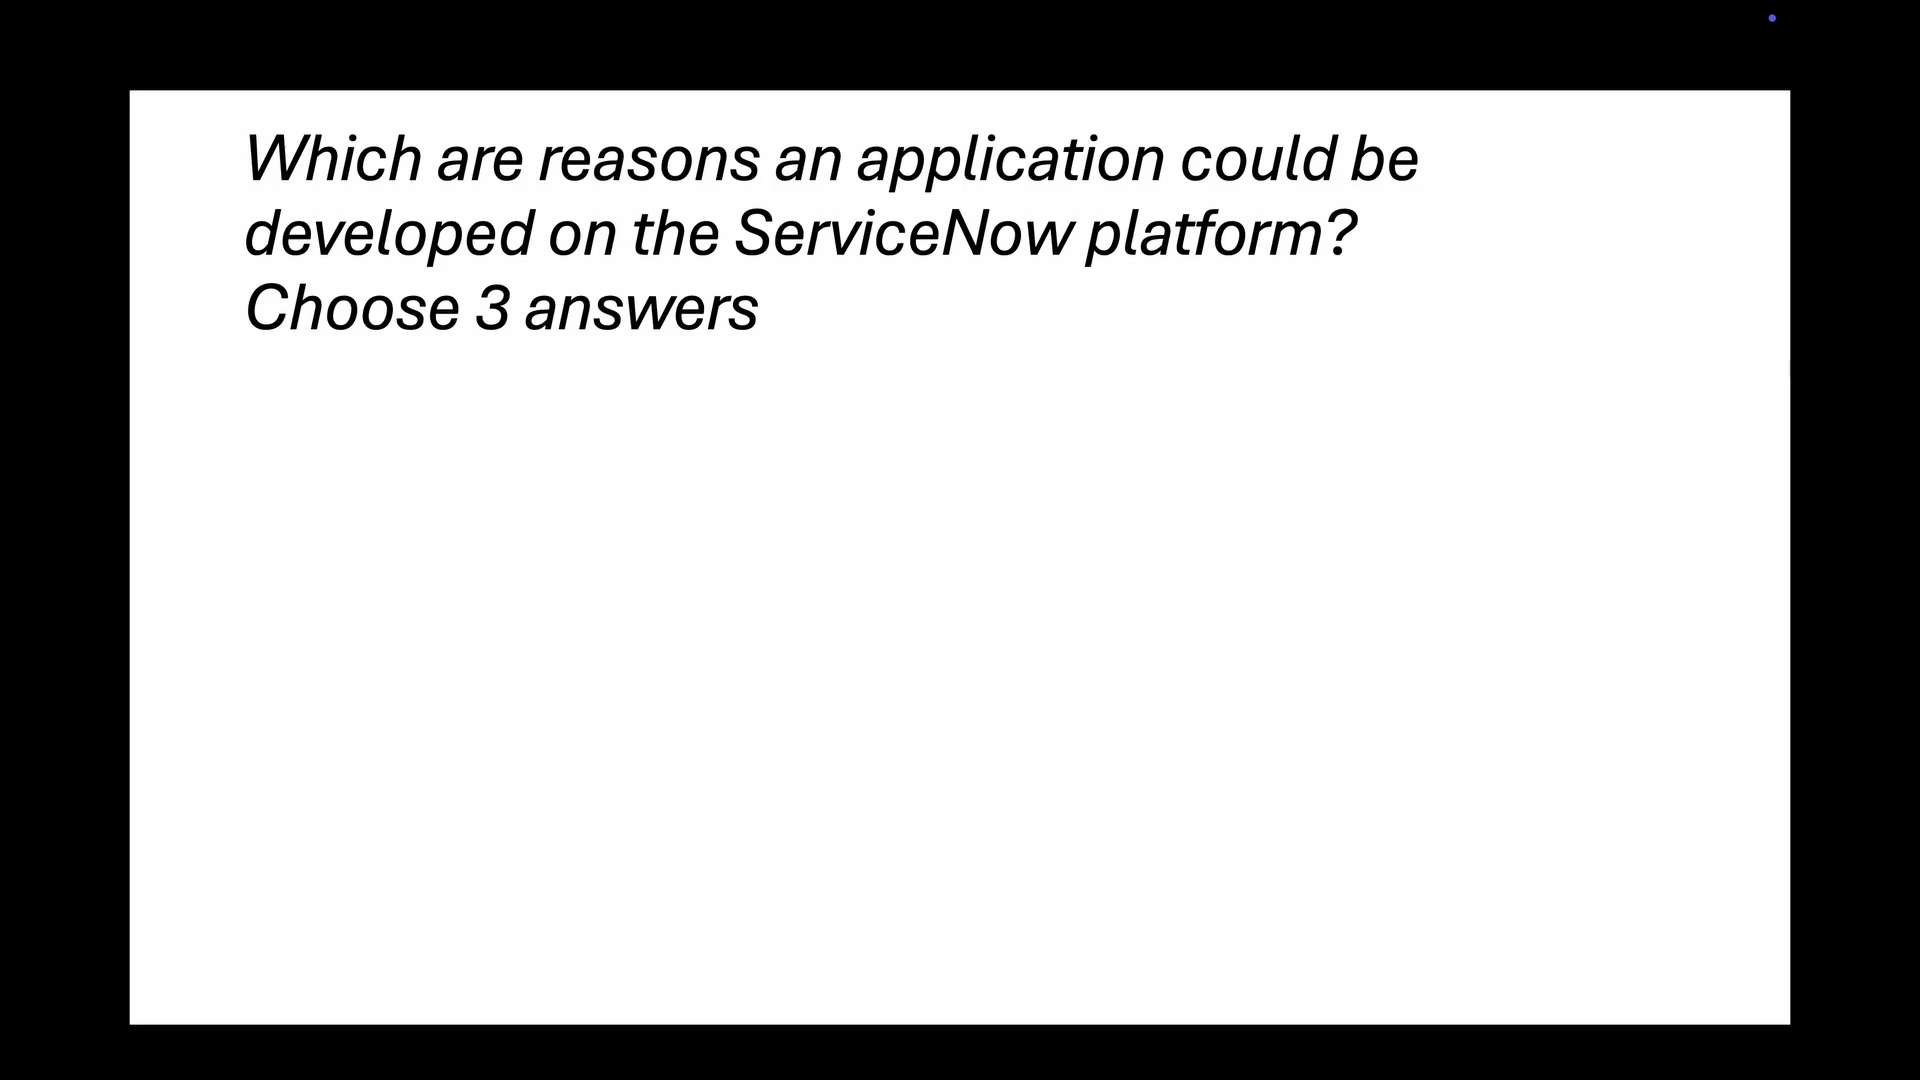 Which are reasons an application could be
developed on the ServiceNow platform?
Choose 3 answers